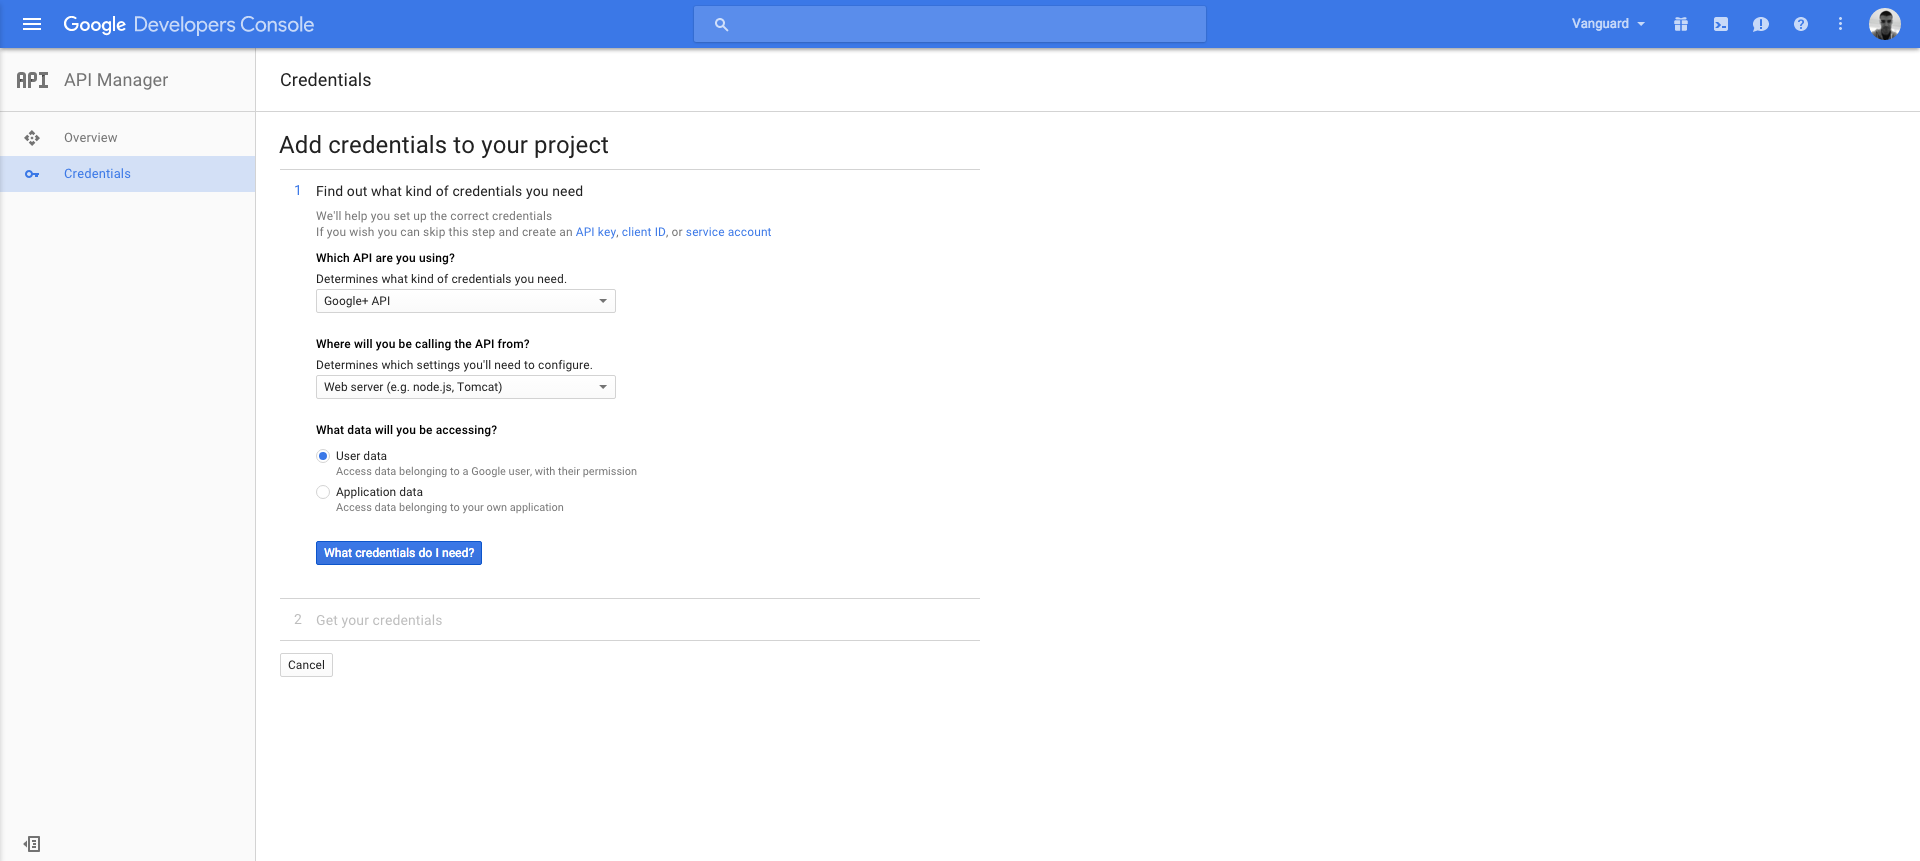 Google Developers Console
Vanguard
API API Manager
Credentials
Overview
Credentials
Add credentials to your project
1 Find out what kind of credentials you need
We'll help you set up the correct credentials
If you wish you can skip this step and create an API key, client ID, or service account
Which API are you using?
Determines what kind of credentials you need.
Google+ API
Where will you be calling the API from?
Determines which settings you'll need to configure.
Web server (e.g. node.js, Tomcat)
What data will you be accessing?
User data
Access data belonging to a Google user, with their permission
Application data
Access data belonging to your own application
What credentials do I need?
2 Get your credentials
Cancel